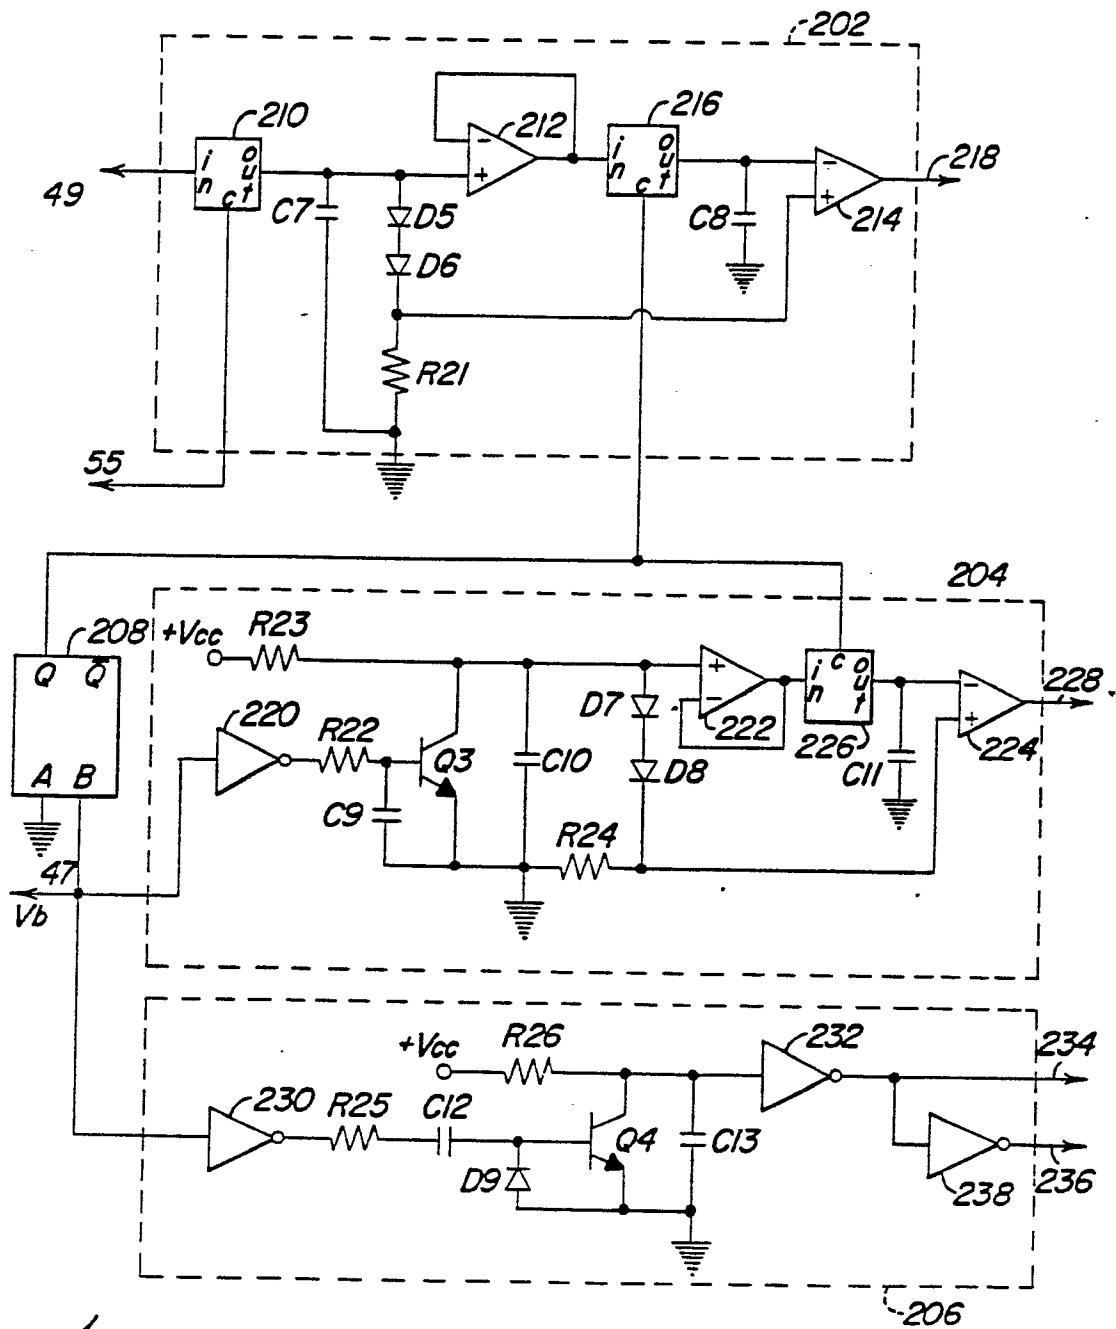 202
210
in
out
c
49
C7
D5
D6
R21
212
-
+
216
in
out
c
C8
-
+
214
218
55
204
208
Q Q̅
A B
47
Vb
+Vcc
R23
220
R22
C9
Q3
C10
D7
D8
R24
+
-
222
in
c
out
226
C11
-
+
224
228
+Vcc
R26
232
234
230
R25
C12
D9
Q4
C13
238
236
206